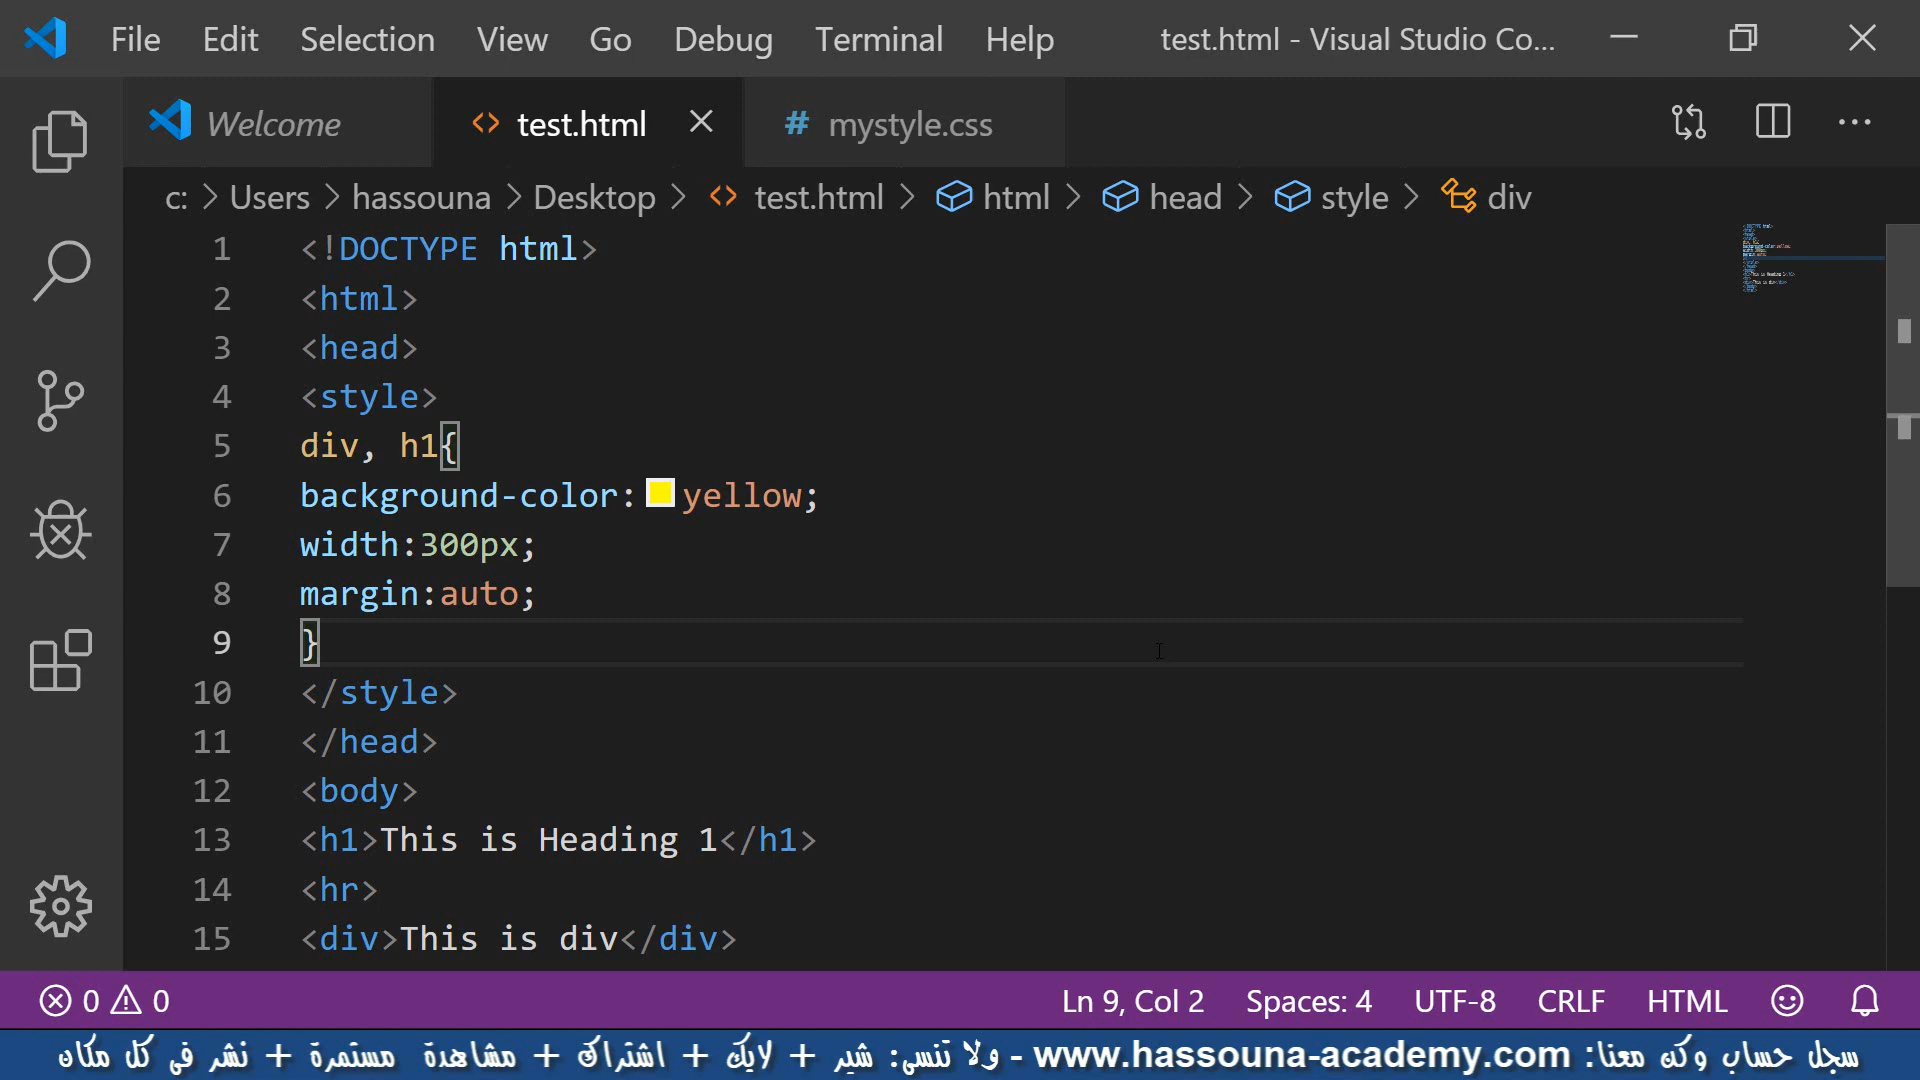 File Edit Selection View Go Debug Terminal Help test.html - Visual Studio Co...
Welcome test.html mystyle.css
c: > Users > hassouna > Desktop > test.html > html > head > style > div
1 <!DOCTYPE html>
2 <html>
3 <head>
4 <style>
5 div, h1{
6 background-color: yellow;
7 width:300px;
8 margin:auto;
9 }
10 </style>
11 </head>
12 <body>
13 <h1>This is Heading 1</h1>
14 <hr>
15 <div>This is div</div>
0 0 Ln 9, Col 2 Spaces: 4 UTF-8 CRLF HTML
سجل حساب وكن معنا: www.hassouna-academy.com - ولا تنسى: شير + لايك + اشتراك + مشاهدة مستمرة + نشر في كل مكان